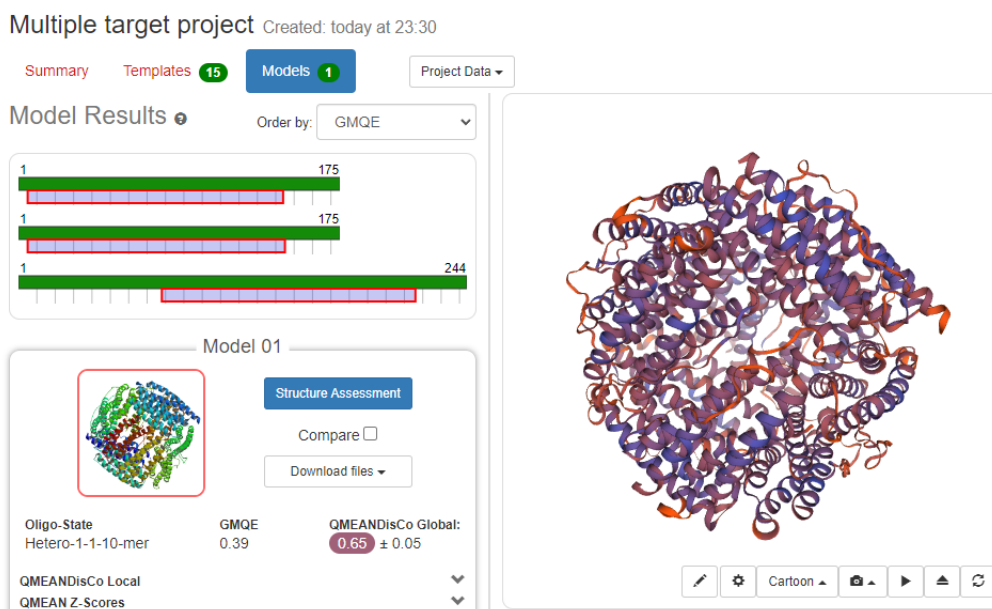 Multiple target project Created: today at 23:30
Summary Templates 15 Models 1 Project Data
Model Results Order by: GMQE
1 175
1 175
1 244
Model 01
Structure Assessment
Compare
Download files
Oligo-State GMQE QMEANDisCo Global:
Hetero-1-1-10-mer 0.39 0.65 ± 0.05
QMEANDisCo Local
QMEAN Z-Scores
Cartoon